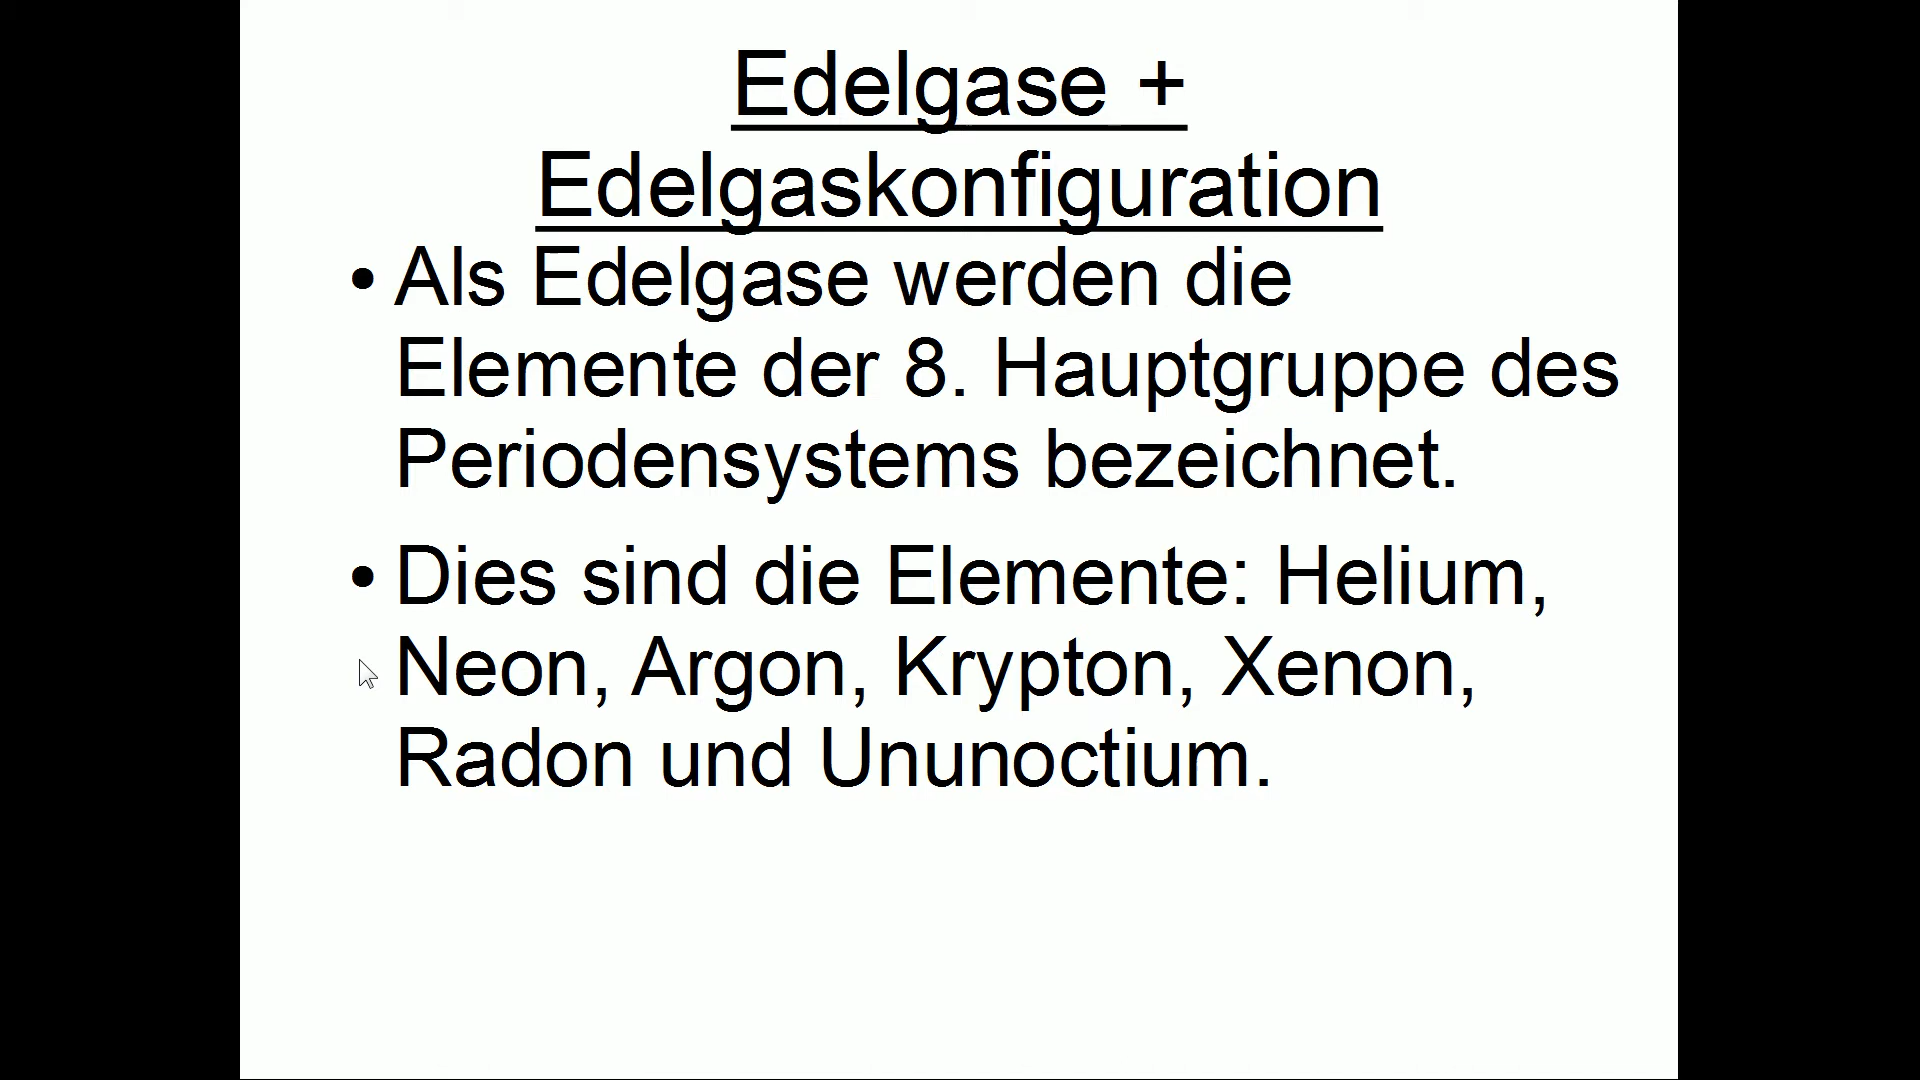 Edelgase +
Edelgaskonfiguration
• Als Edelgase werden die
Elemente der 8. Hauptgruppe des
Periodensystems bezeichnet.
• Dies sind die Elemente: Helium,
Neon, Argon, Krypton, Xenon,
Radon und Ununoctium.